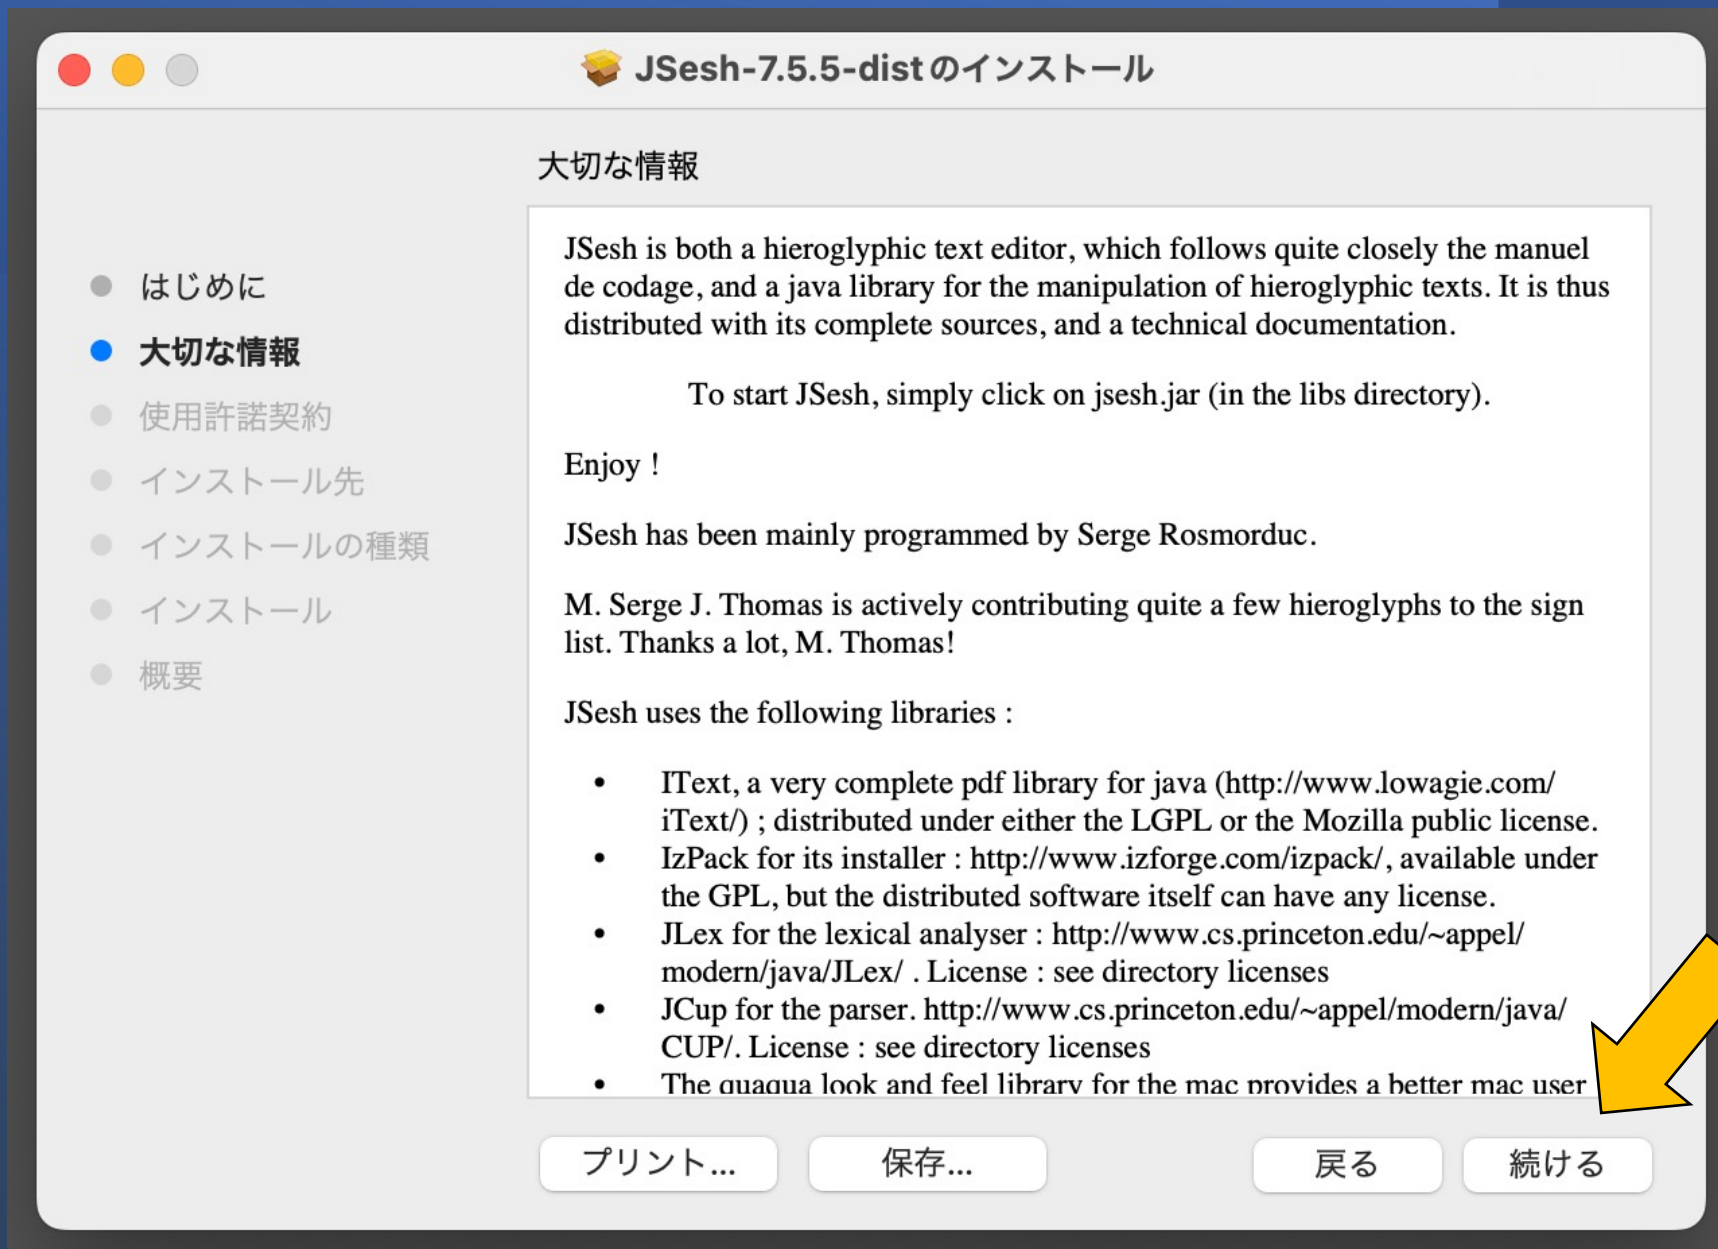 JSesh-7.5.5-distのインストール
大切な情報
はじめに
大切な情報
使用許諾契約
インストール先
インストールの種類
インストール
概要
JSesh is both a hieroglyphic text editor, which follows quite closely the manuel
de codage, and a java library for the manipulation of hieroglyphic texts. It is thus
distributed with its complete sources, and a technical documentation.
To start JSesh, simply click on jsesh.jar (in the libs directory).
Enjoy !
JSesh has been mainly programmed by Serge Rosmorduc.
M. Serge J. Thomas is actively contributing quite a few hieroglyphs to the sign
list. Thanks a lot, M. Thomas!
JSesh uses the following libraries :
• IText, a very complete pdf library for java (http://www.lowagie.com/
iText/) ; distributed under either the LGPL or the Mozilla public license.
• IzPack for its installer : http://www.izforge.com/izpack/, available under
the GPL, but the distributed software itself can have any license.
• JLex for the lexical analyser : http://www.cs.princeton.edu/~appel/
modern/java/JLex/ . License : see directory licenses
• JCup for the parser. http://www.cs.princeton.edu/~appel/modern/java/
CUP/. License : see directory licenses
• The quaqua look and feel library for the mac provides a better mac user
プリント...
保存...
戻る
続ける